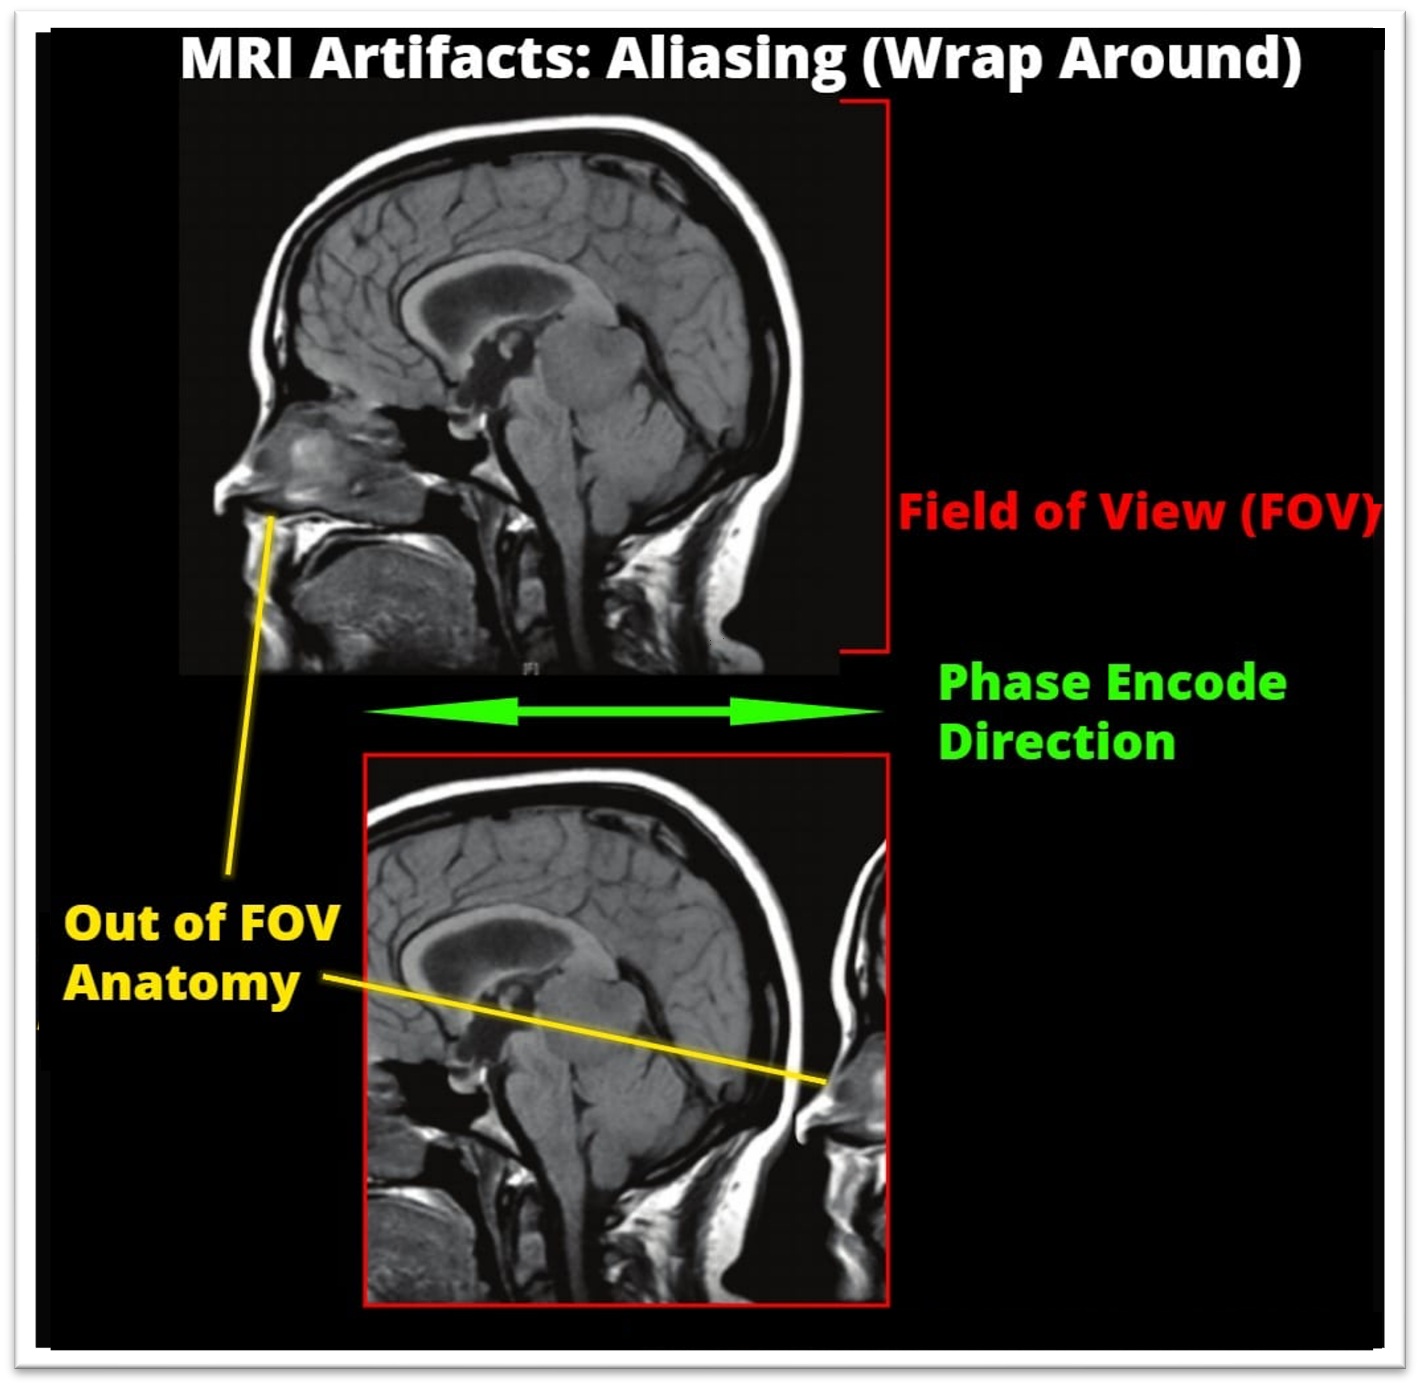 MRI Artifacts: Aliasing (Wrap Around)
Field of View (FOV)
[F]
Phase Encode
Direction
Out of FOV
Anatomy